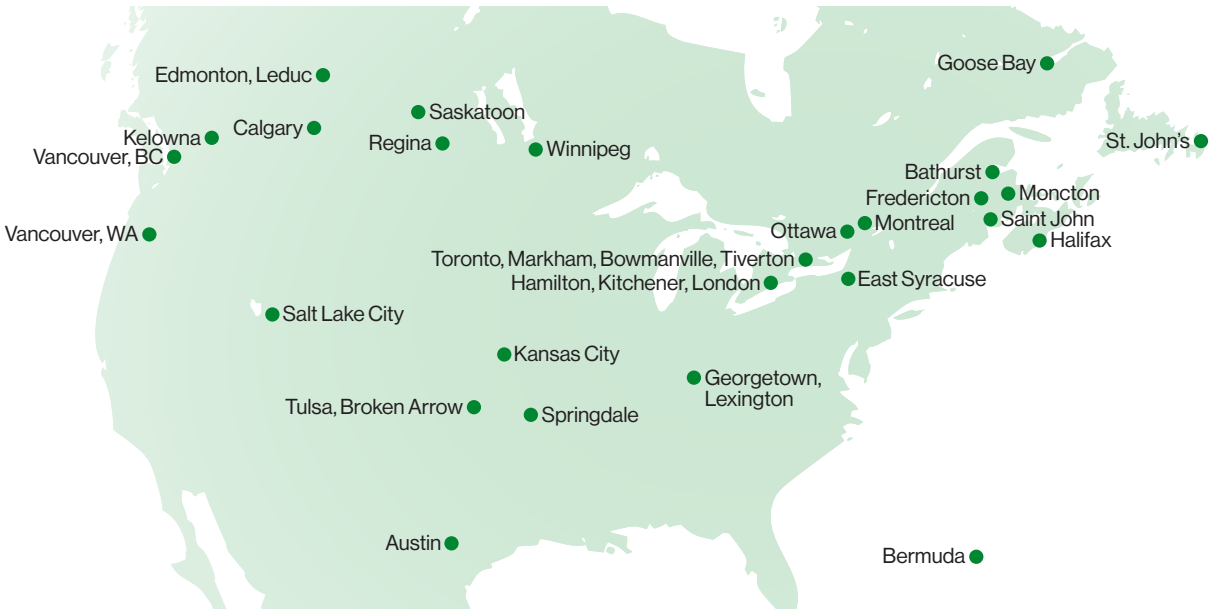 Goose Bay
Edmonton, Leduc
Saskatoon
Calgary
Kelowna
Regina
Winnipeg
St. John’s
Vancouver, BC
Bathurst
Moncton
Fredericton
Saint John
Montreal
Ottawa
Vancouver, WA
Halifax
Toronto, Markham, Bowmanville, Tiverton
Hamilton, Kitchener, London
East Syracuse
Salt Lake City
Kansas City
Georgetown,
Lexington
Tulsa, Broken Arrow
Springdale
Austin
Bermuda